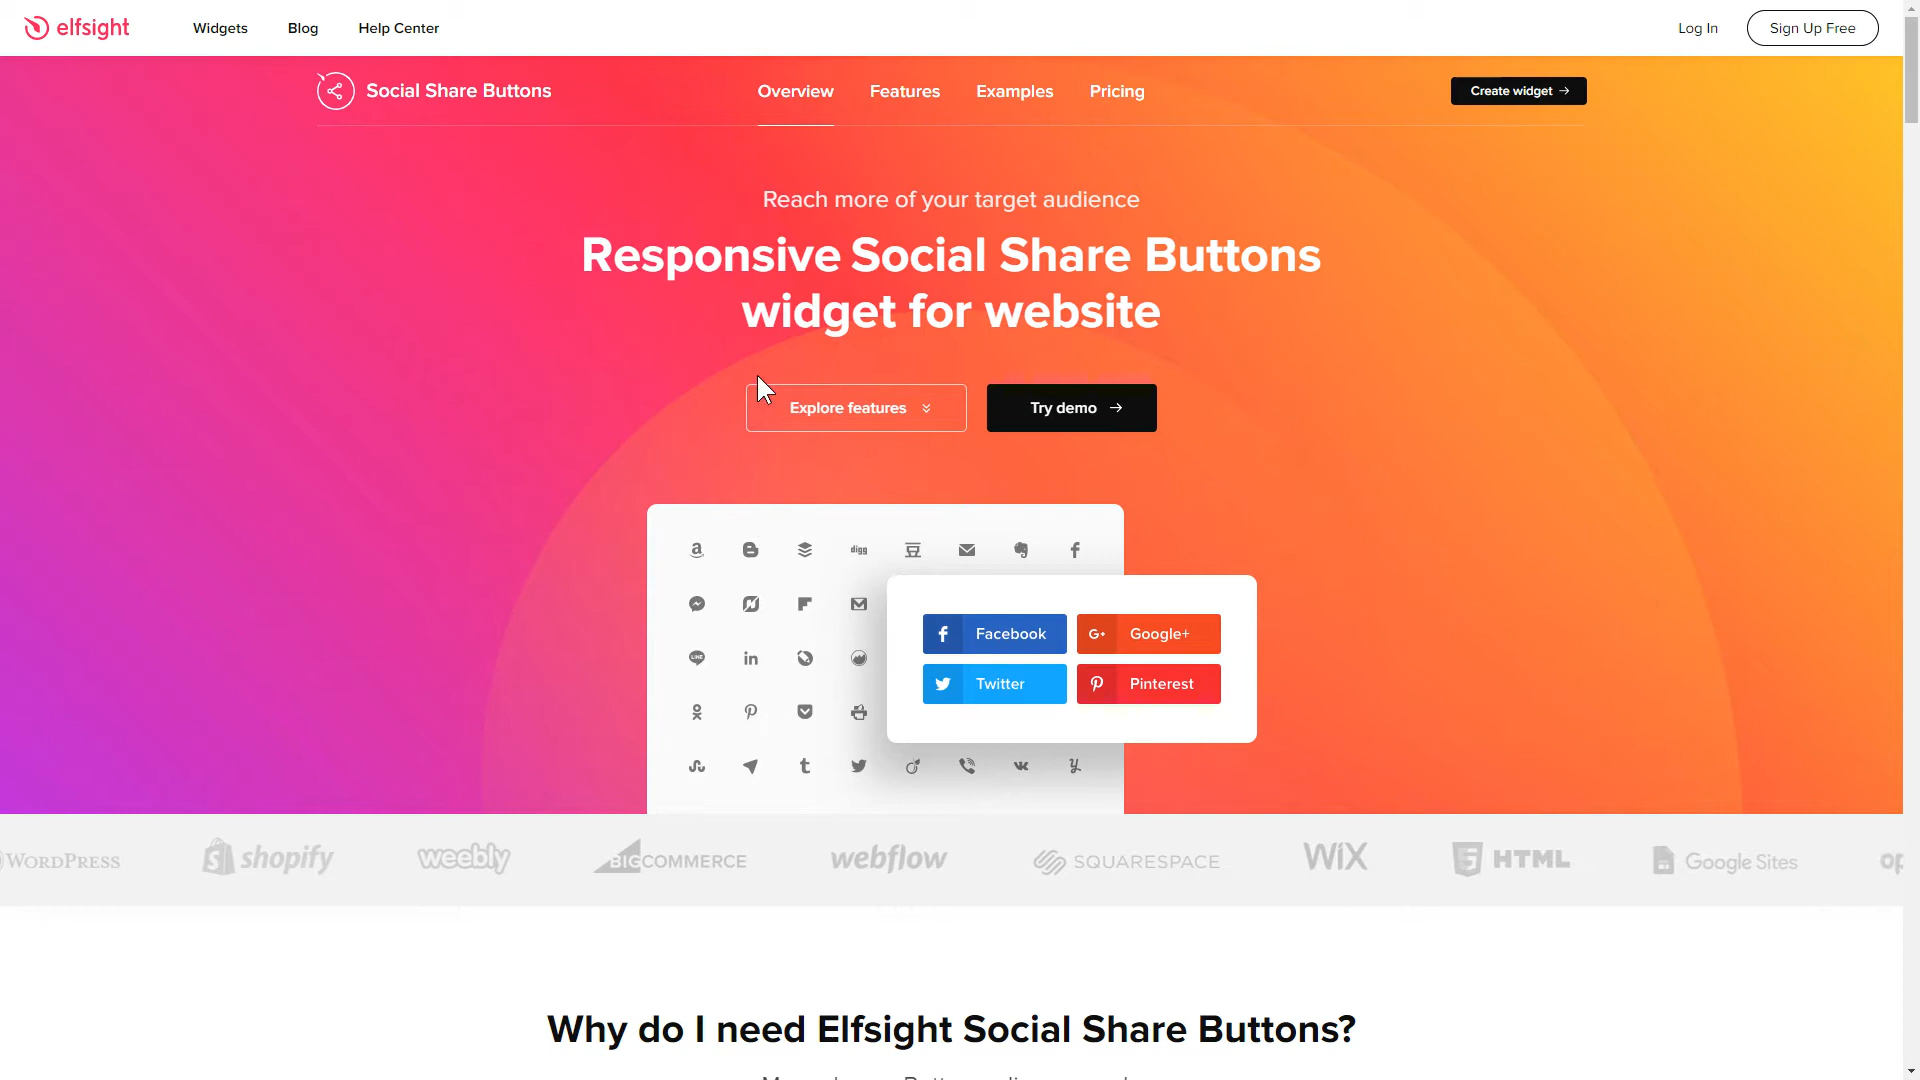 elfsight
Widgets
Blog
Help Center
Log In
Sign Up Free
Social Share Buttons
Overview
Features
Examples
Pricing
Create widget
Reach more of your target audience
Responsive Social Share Buttons
widget for website
Explore features
Try demo
digg
LINE
Facebook
Google+
Twitter
Pinterest
WORDPRESS
shopify
weebly
BIGCOMMERCE
webflow
SQUARESPACE
WiX
HTML
Google Sites
op
Why do I need Elfsight Social Share Buttons?